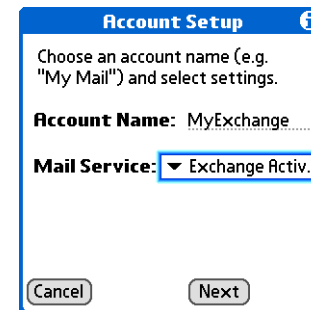 Account Setup
Choose an account name (e.g.
"My Mail") and select settings.
Account Name: MyExchange
Mail Service: Exchange Activ.
Cancel Next